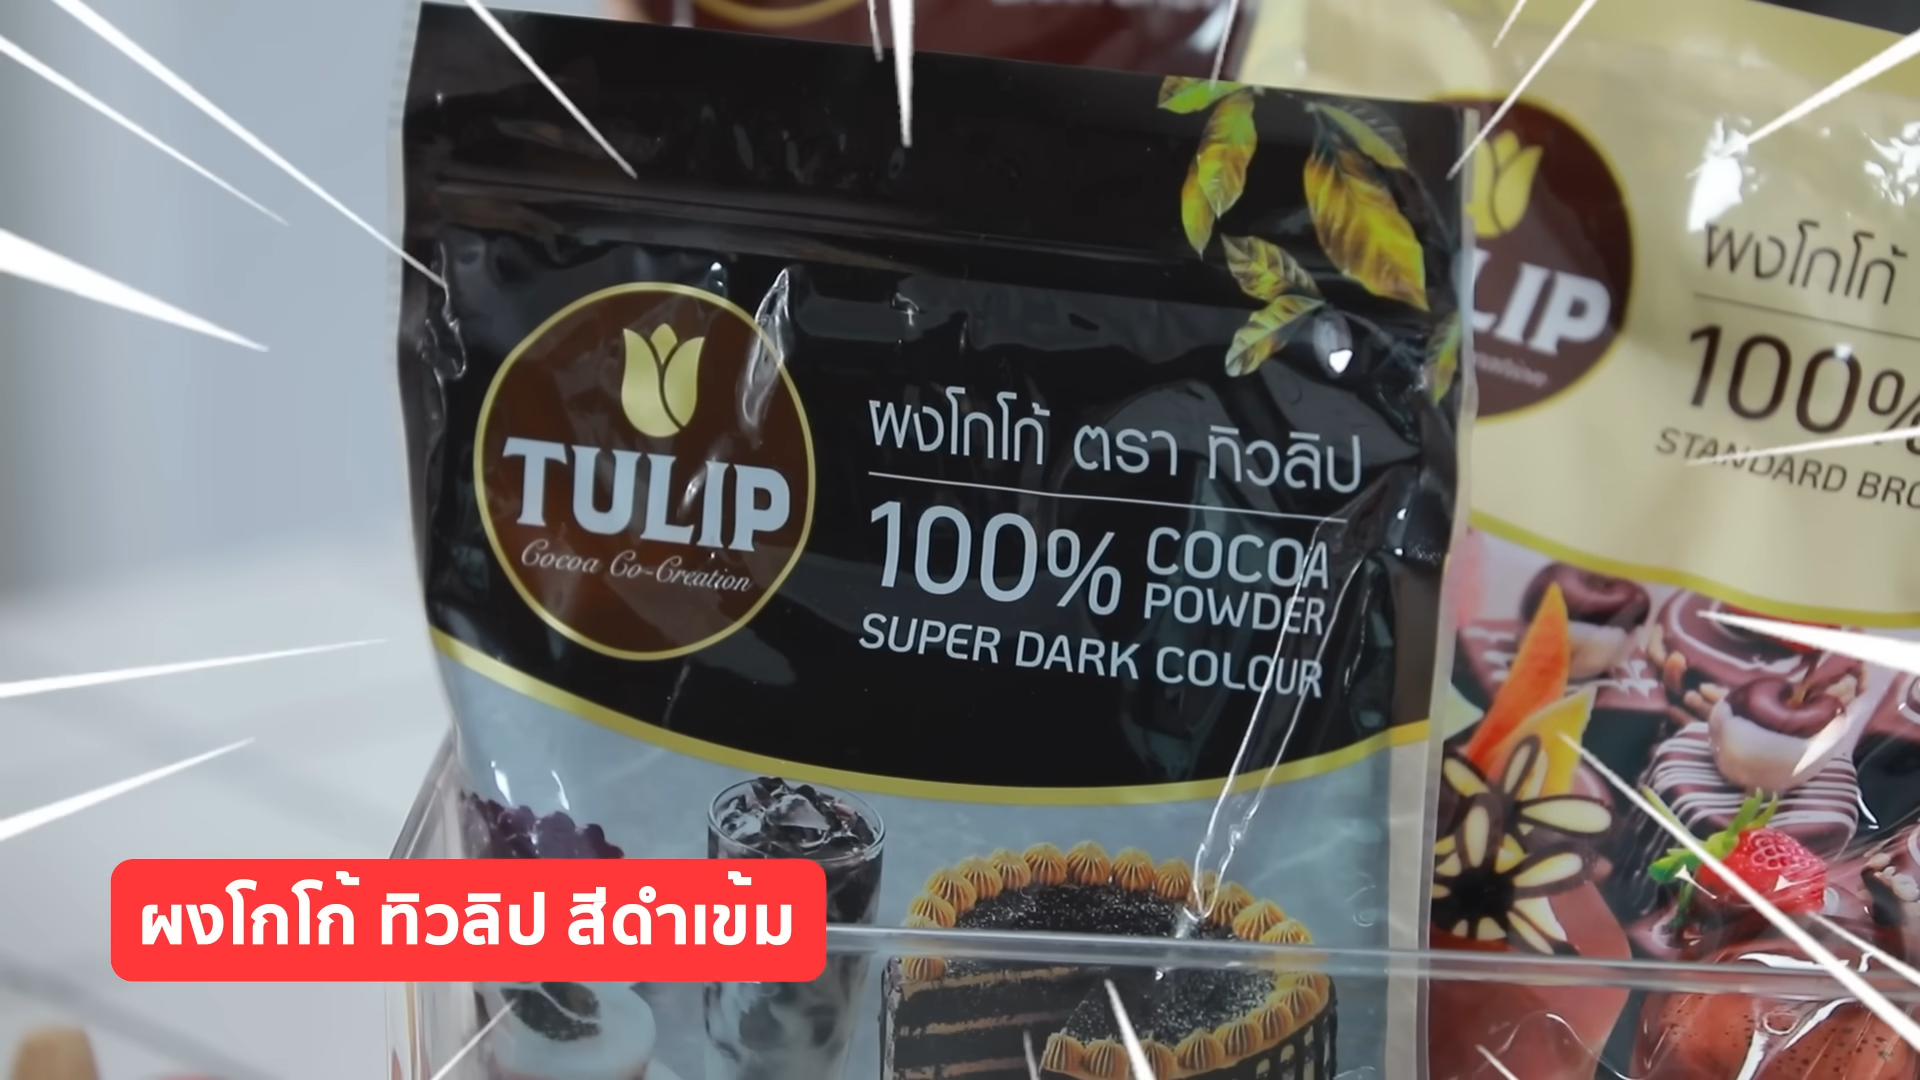 TULIP
Cocoa Co-Creation
ผงโกโก้ ตรา ทิวลิป
100% COCOA POWDER
SUPER DARK COLOUR
LIP
ผงโกโก้
100%
STANDARD
ผงโกโก้ ทิวลิป สีดำเข้ม